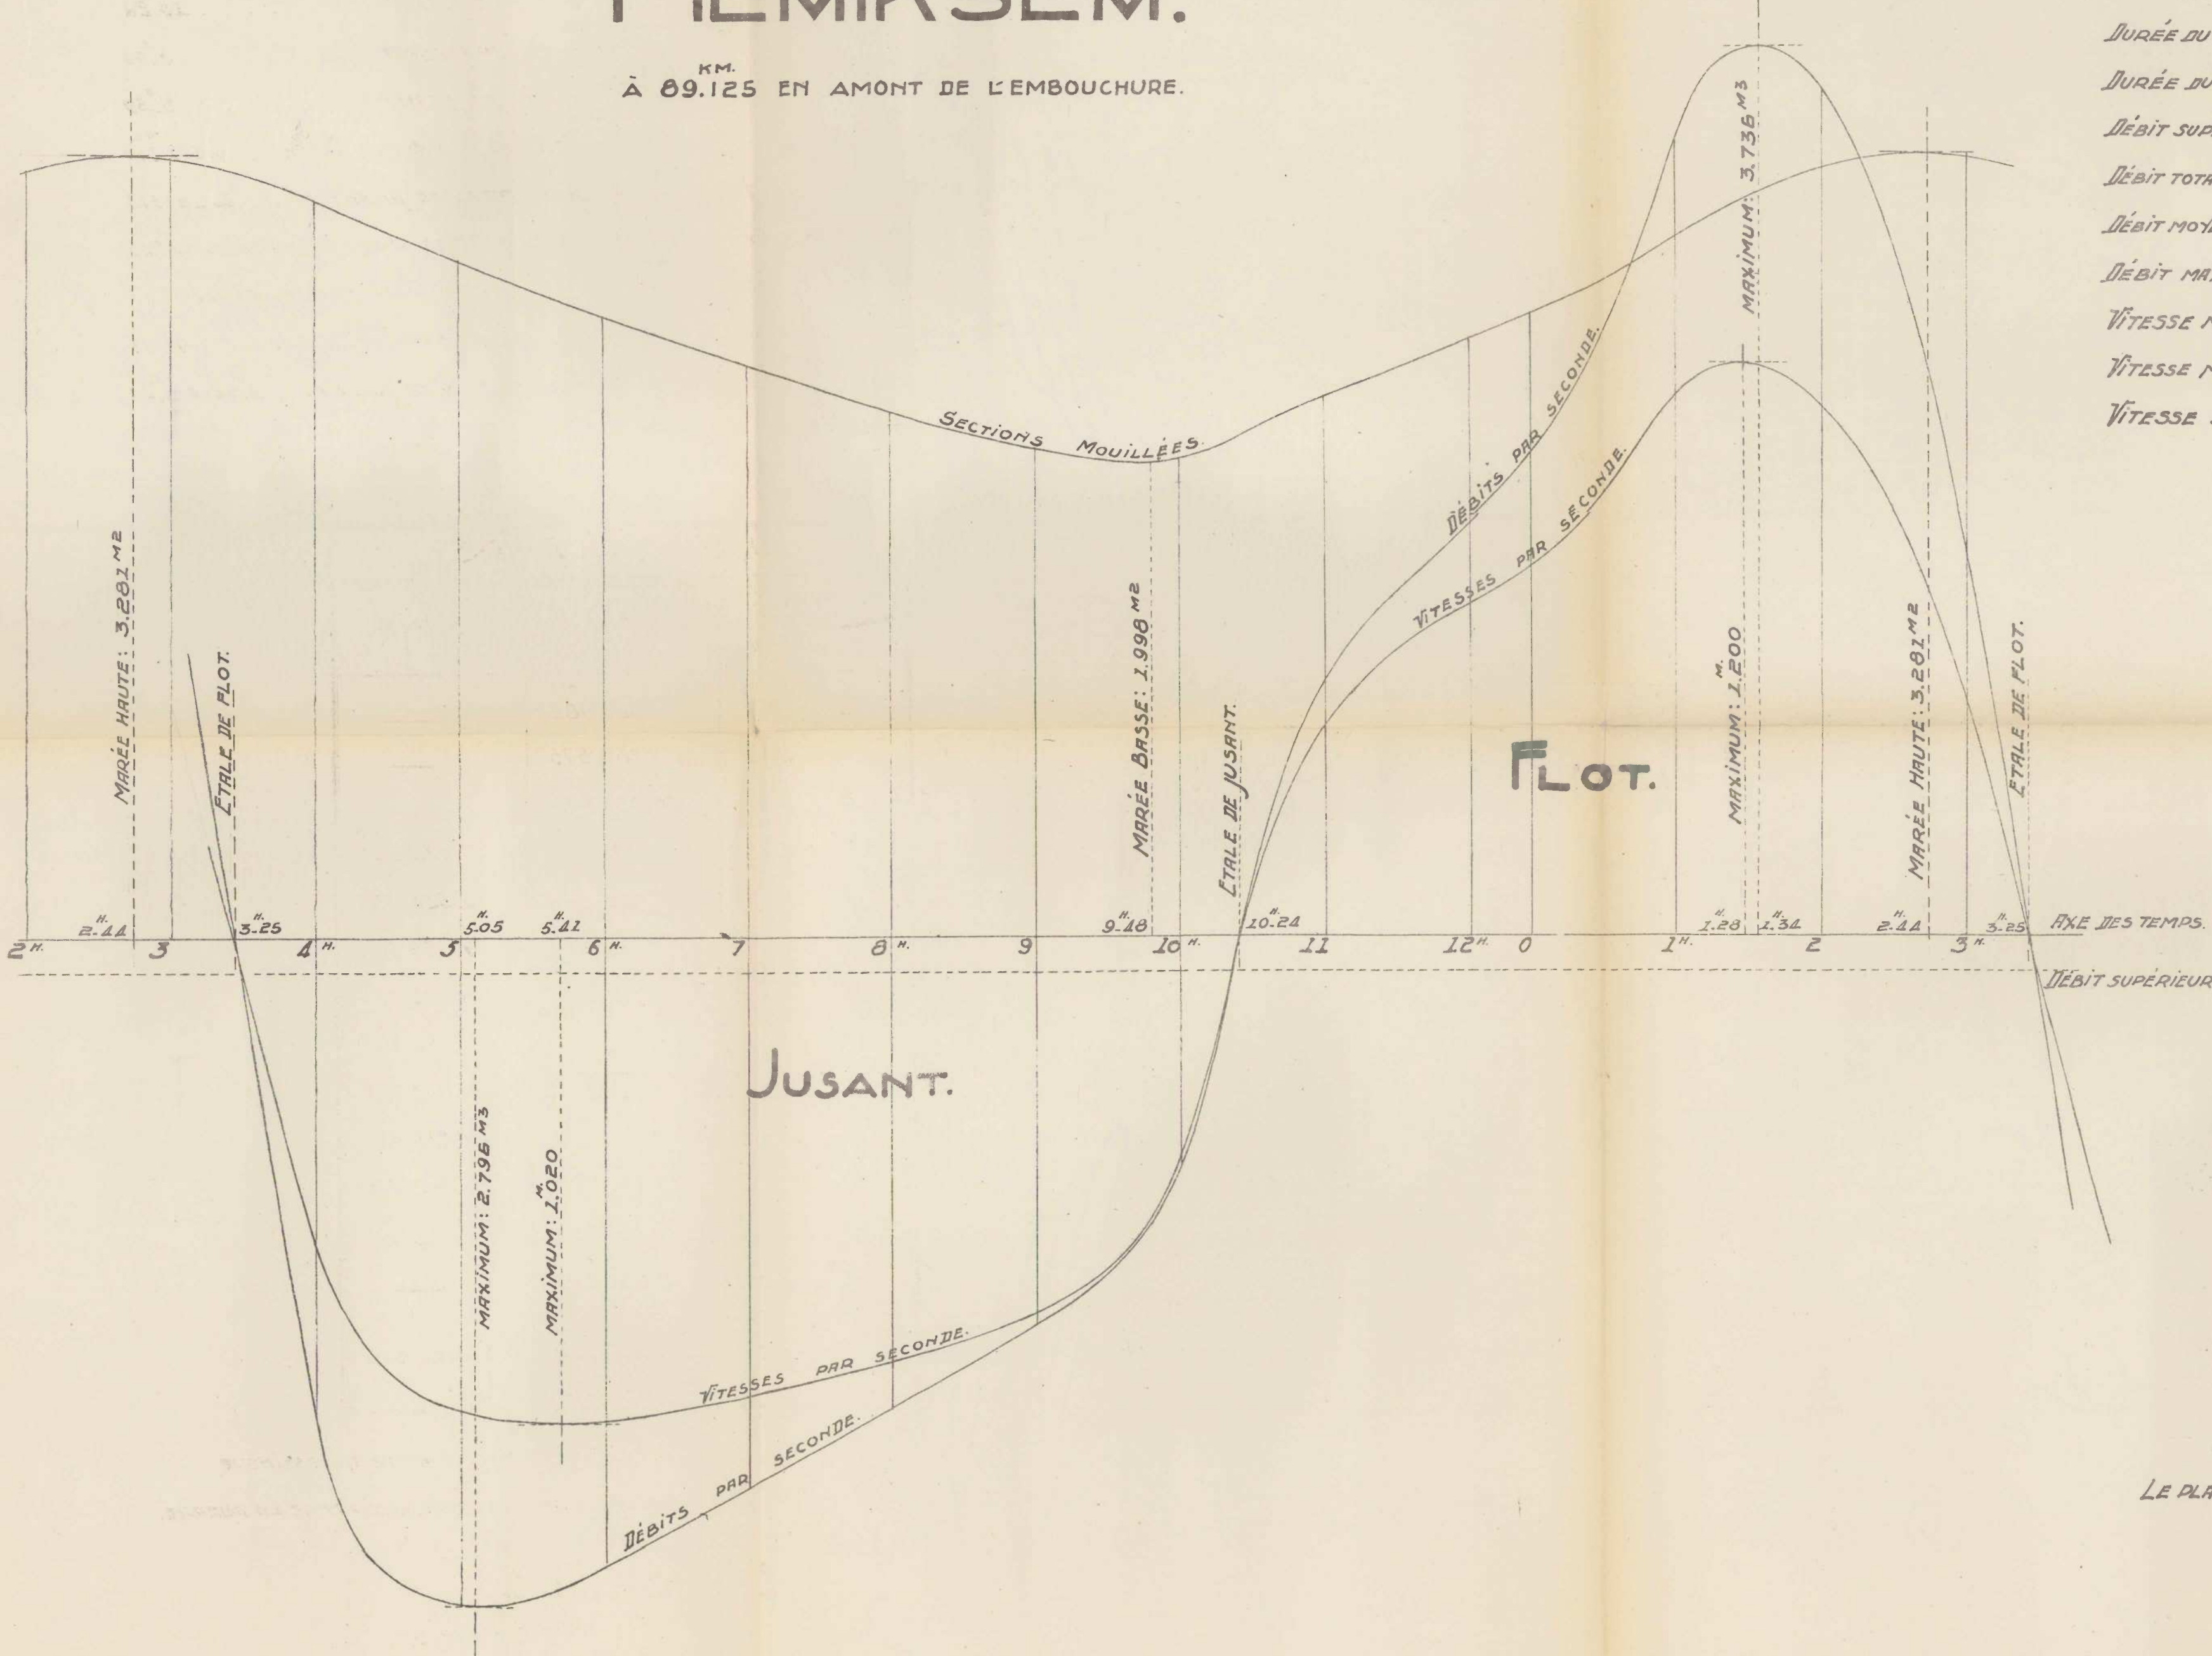 HEMIKSEM.
À 89.125 KM. EN AMONT DE L'EMBOUCHURE.
DURÉE DU
DURÉE DU
DÉBIT SUP
DÉBIT TOTA
DÉBIT MOY
DÉBIT MA
VITESSE
VITESSE
VITESSE
MAXIMUM: 3.736 M3
SECTIONS MOUILLÉES.
DÉBITS PAR SECONDE.
VITESSES PAR SECONDE.
MARÉE HAUTE: 3.281 M2
ETALE DE FLOT.
MARÉE BASSE: 1.998 M2
ETALE DE JUSANT.
FLOT.
MAXIMUM: 1.200 M.
MARÉE HAUTE: 3.281 M2
ETALE DE FLOT.
2-44 H. 3-25 H. 5-05 H. 5-41 H. 9-48 H. 10-24 H. 1-28 H. 1-34 H. 2-44 H. 3-25 AXE DES TEMPS.
2 H. 3 4 H. 5 6 H. 7 8 H. 9 10 H. 11 12 H. 0 1 H. 2 3 H.
DÉBIT SUPÉRIEUR
JUSANT.
MAXIMUM: 2.796 M3
MAXIMUM: 1.020 M.
VITESSES PAR SECONDE.
DÉBITS PAR SECONDE.
LE PLA